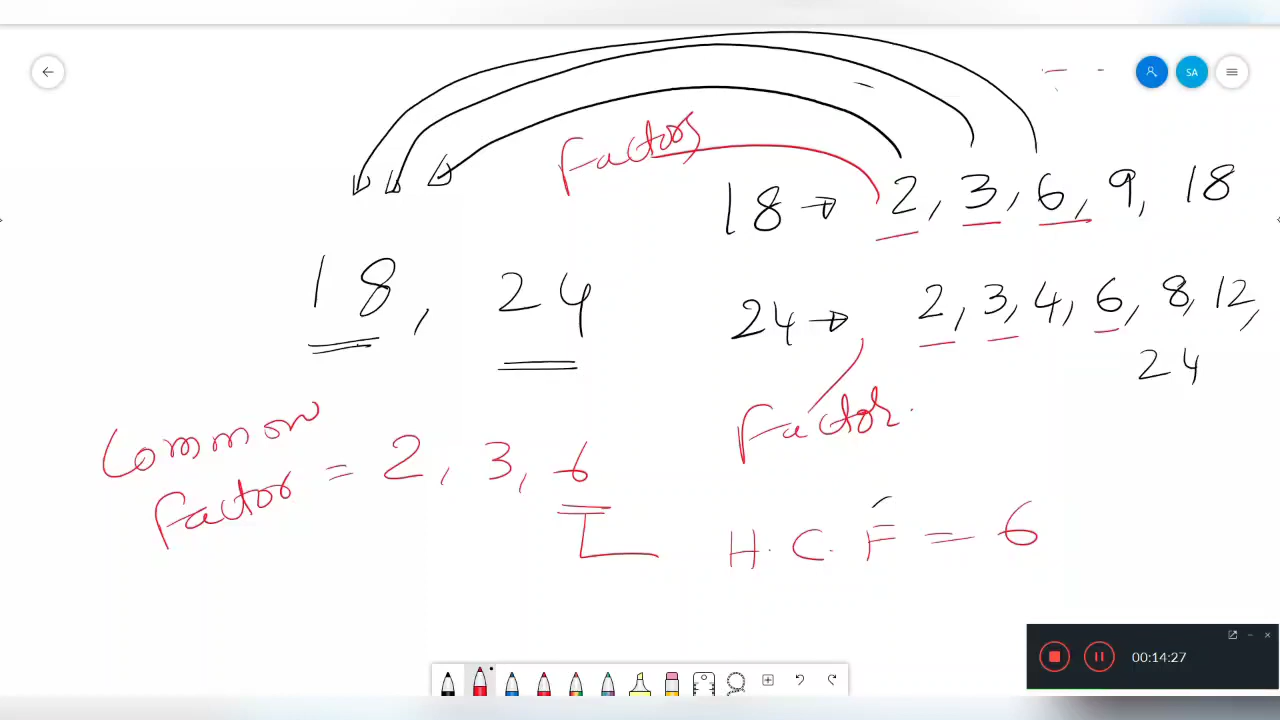 SA
Factors
18 → 2, 3, 6, 9, 18
18, 24
24 → 2, 3, 4, 6, 8, 12,
24
Factor
Common
Factor = 2, 3, 6
H.C.F = 6
00:14:27